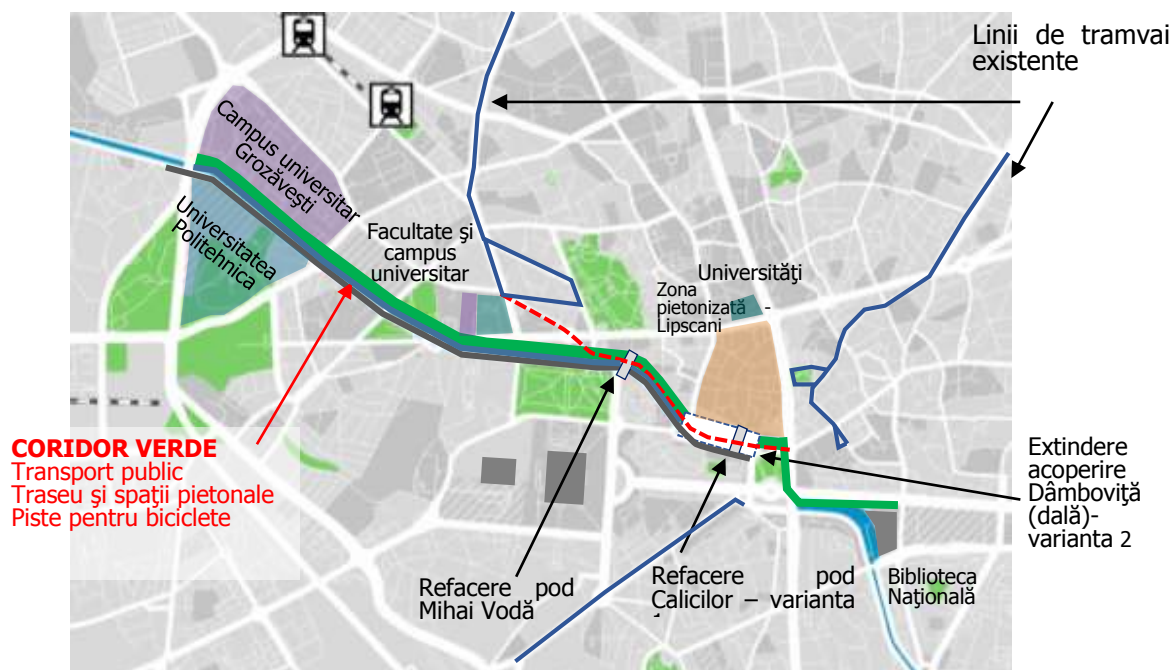 Linii de tramvai
existente
Campus universitar
Grozăveşti
Universitatea
Politehnica
Facultate şi
campus
universitar
Universităţi
Zona
pietonizată -
Lipscani
CORIDOR VERDE
Transport public
Traseu şi spaţii pietonale
Piste pentru biciclete
Extindere
acoperire
Dâmboviţă
(dală)-
varianta 2
Refacere pod
Mihai Vodă
Refacere pod
Calicilor – varianta
Biblioteca
Naţională